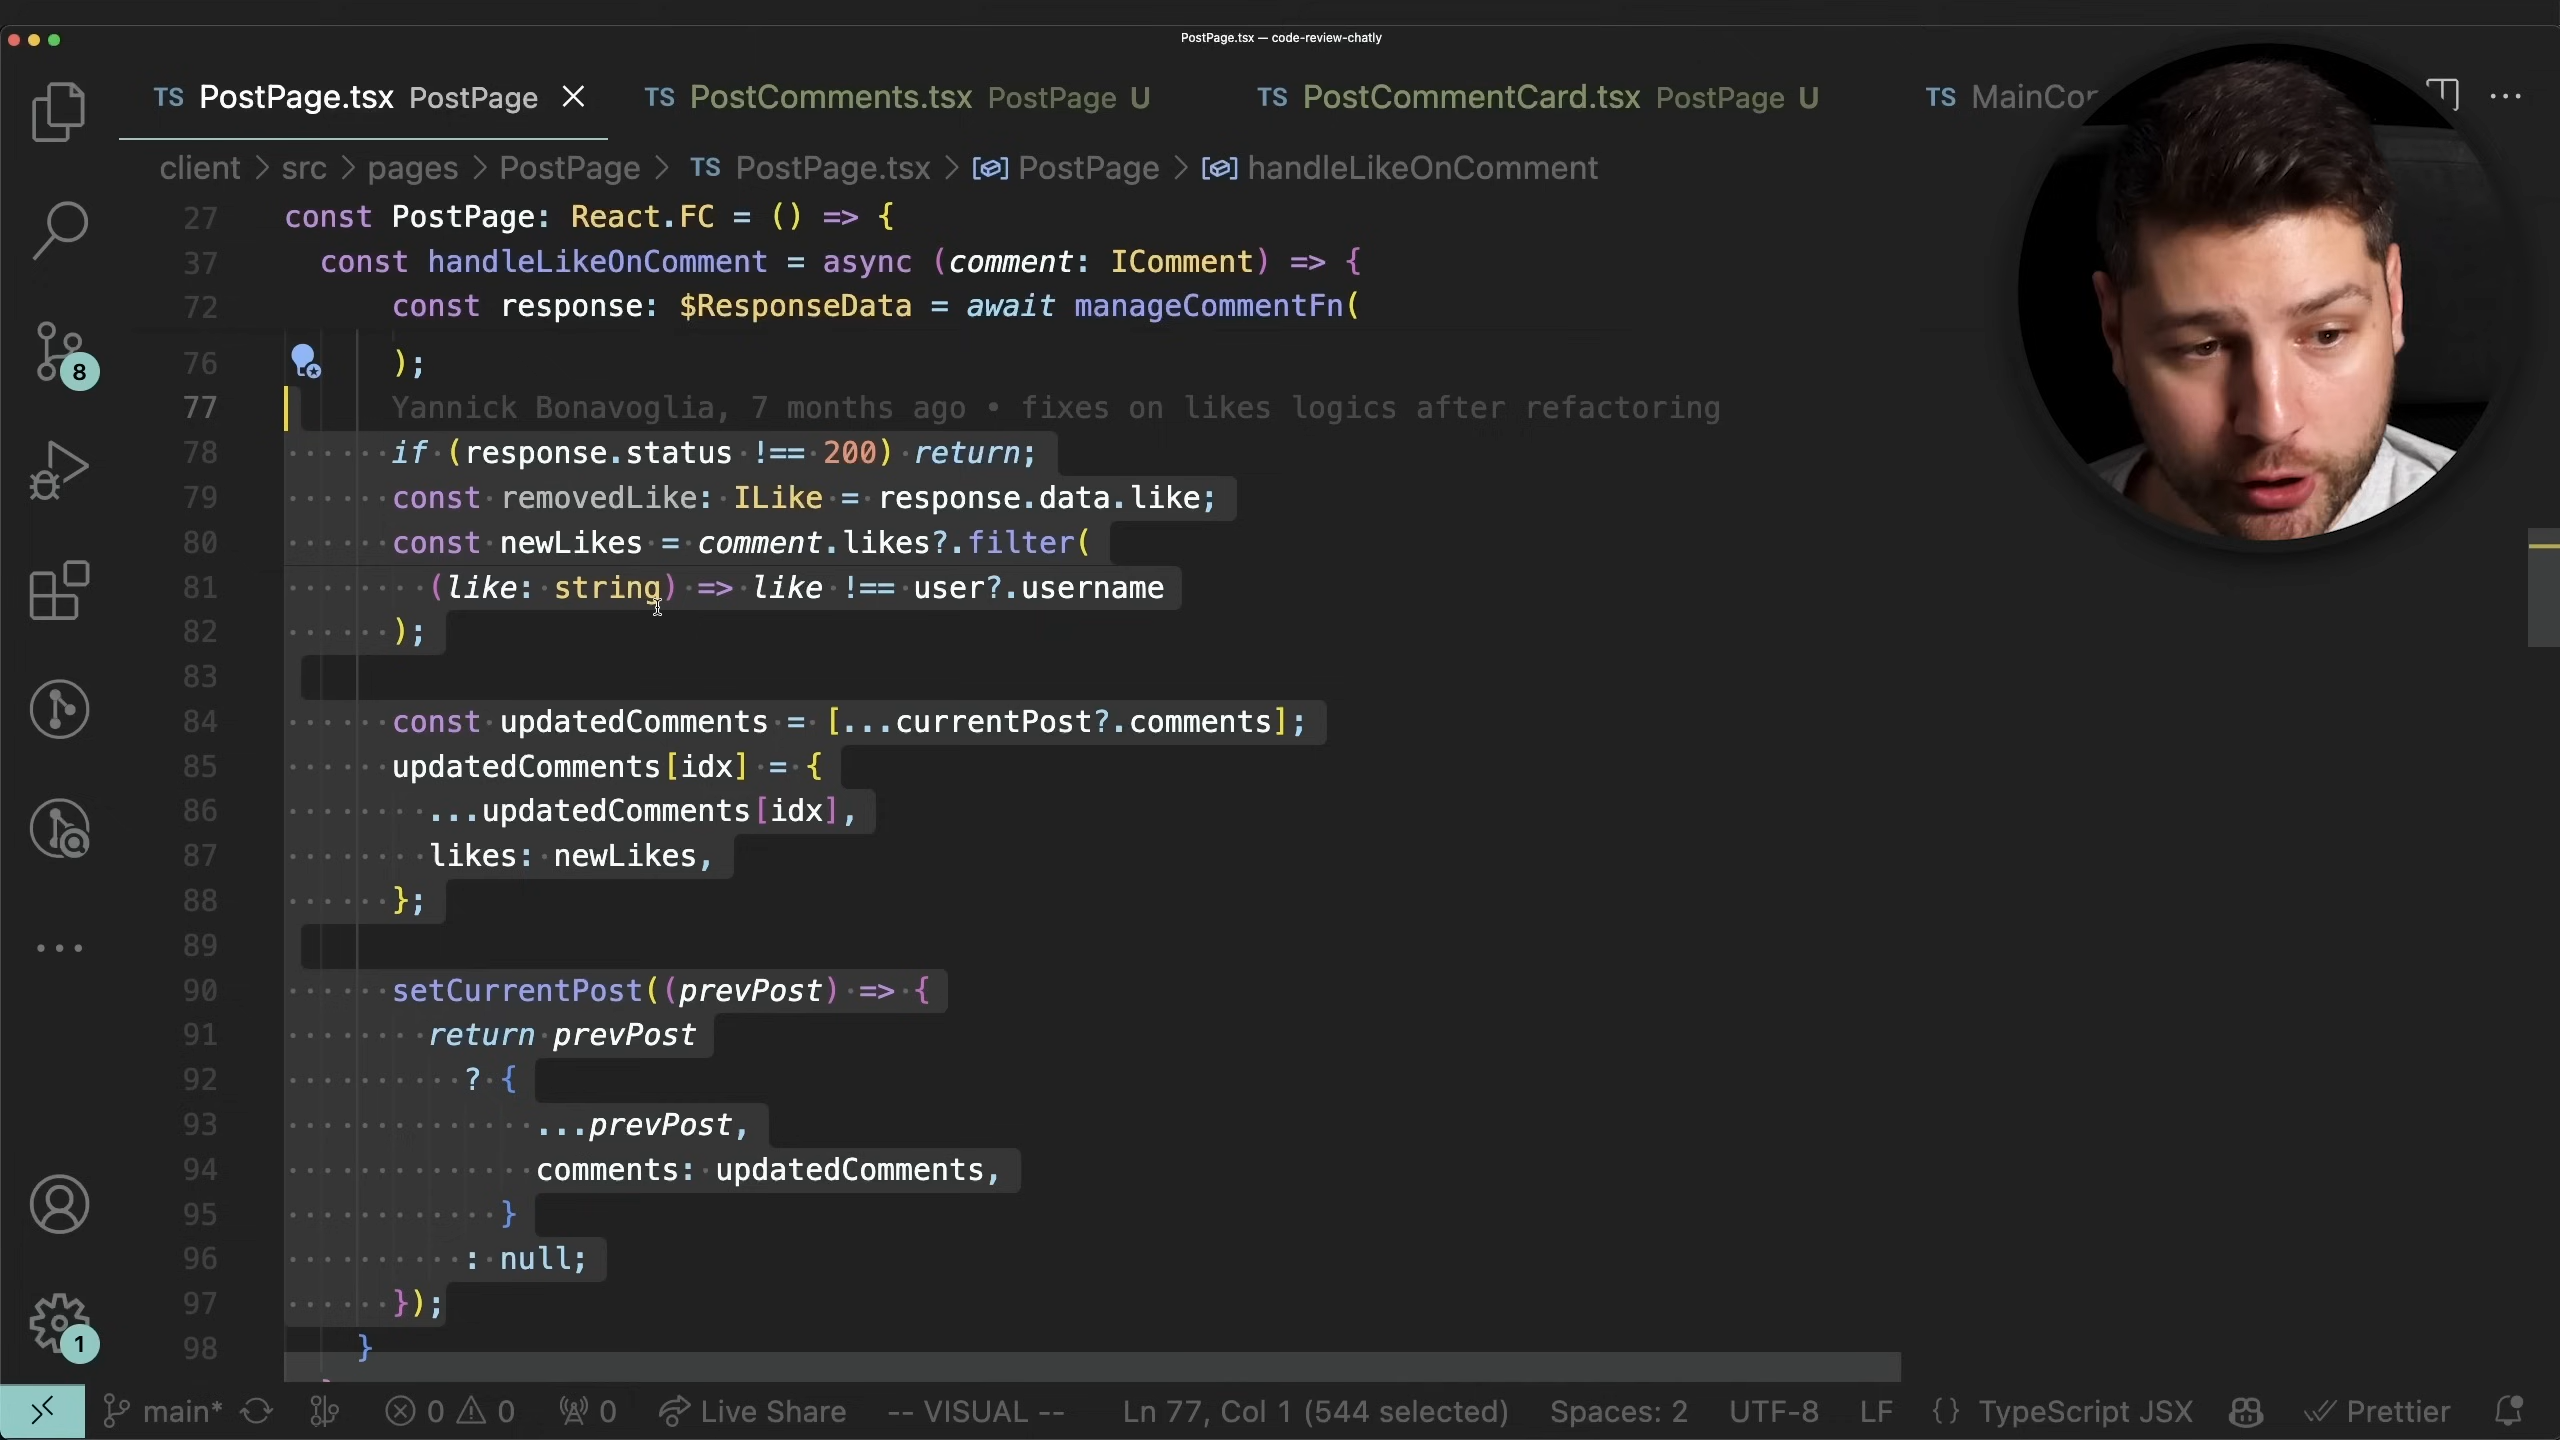 PostPage.tsx — code-review-chatly
TS PostPage.tsx PostPage TS PostComments.tsx PostPage U TS PostCommentCard.tsx PostPage U TS MainCor
client > src > pages > PostPage > TS PostPage.tsx > PostPage > handleLikeOnComment
27 const PostPage: React.FC = () => {
37 const handleLikeOnComment = async (comment: IComment) => {
72 const response: $ResponseData = await manageCommentFn(
76 );
77 Yannick Bonavoglia, 7 months ago • fixes on likes logics after refactoring
78 if (response.status !== 200) return;
79 const removedLike: ILike = response.data.like;
80 const newLikes = comment.likes?.filter(
81 (like: string) => like !== user?.username
82 );
83
84 const updatedComments = [...currentPost?.comments];
85 updatedComments[idx] = {
86 ...updatedComments[idx],
87 likes: newLikes,
88 };
89
90 setCurrentPost((prevPost) => {
91 return prevPost
92 ? {
93 ...prevPost,
94 comments: updatedComments,
95 }
96 : null;
97 });
98 }
8
1
main* 0 0 0 Live Share -- VISUAL -- Ln 77, Col 1 (544 selected) Spaces: 2 UTF-8 LF {} TypeScript JSX Prettier